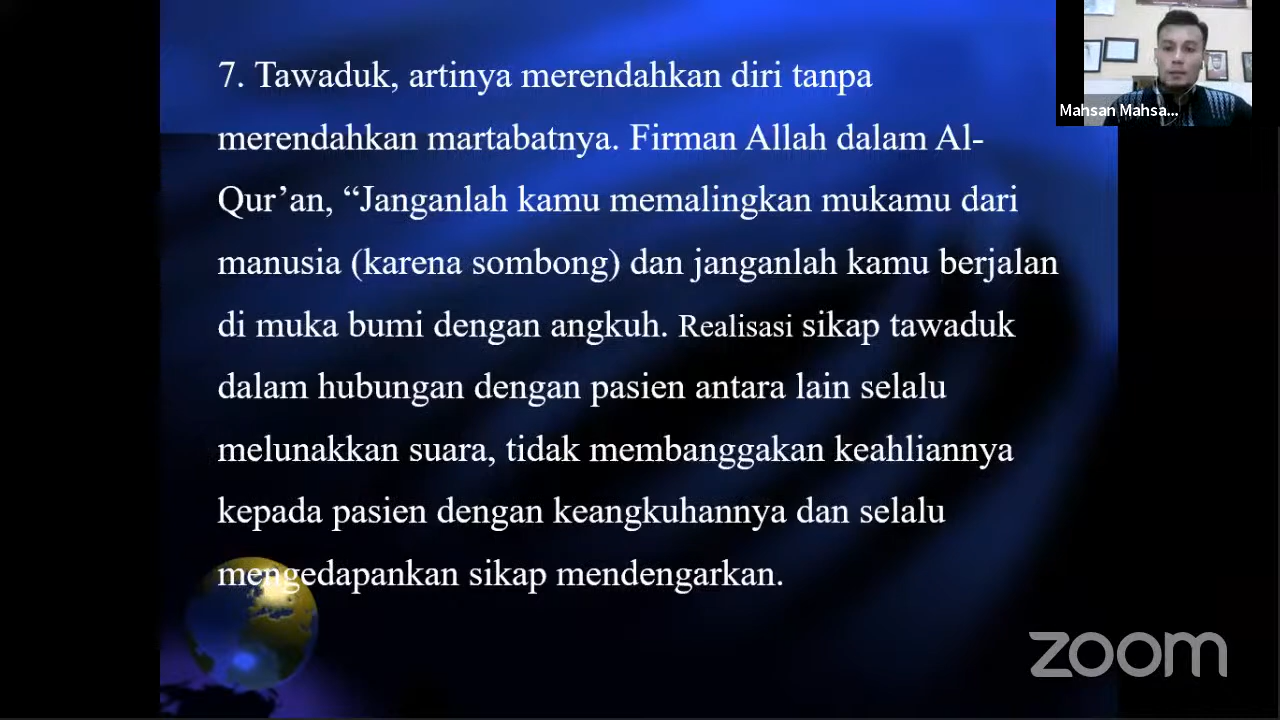 7. Tawaduk, artinya merendahkan diri tanpa
merendahkan martabatnya. Firman Allah dalam Al-
Qur’an, “Janganlah kamu memalingkan mukamu dari
manusia (karena sombong) dan janganlah kamu berjalan
di muka bumi dengan angkuh. Realisasi sikap tawaduk
dalam hubungan dengan pasien antara lain selalu
melunakkan suara, tidak membanggakan keahliannya
kepada pasien dengan keangkuhannya dan selalu
mengedapankan sikap mendengarkan.
Mahsan Mahsa...
zoom